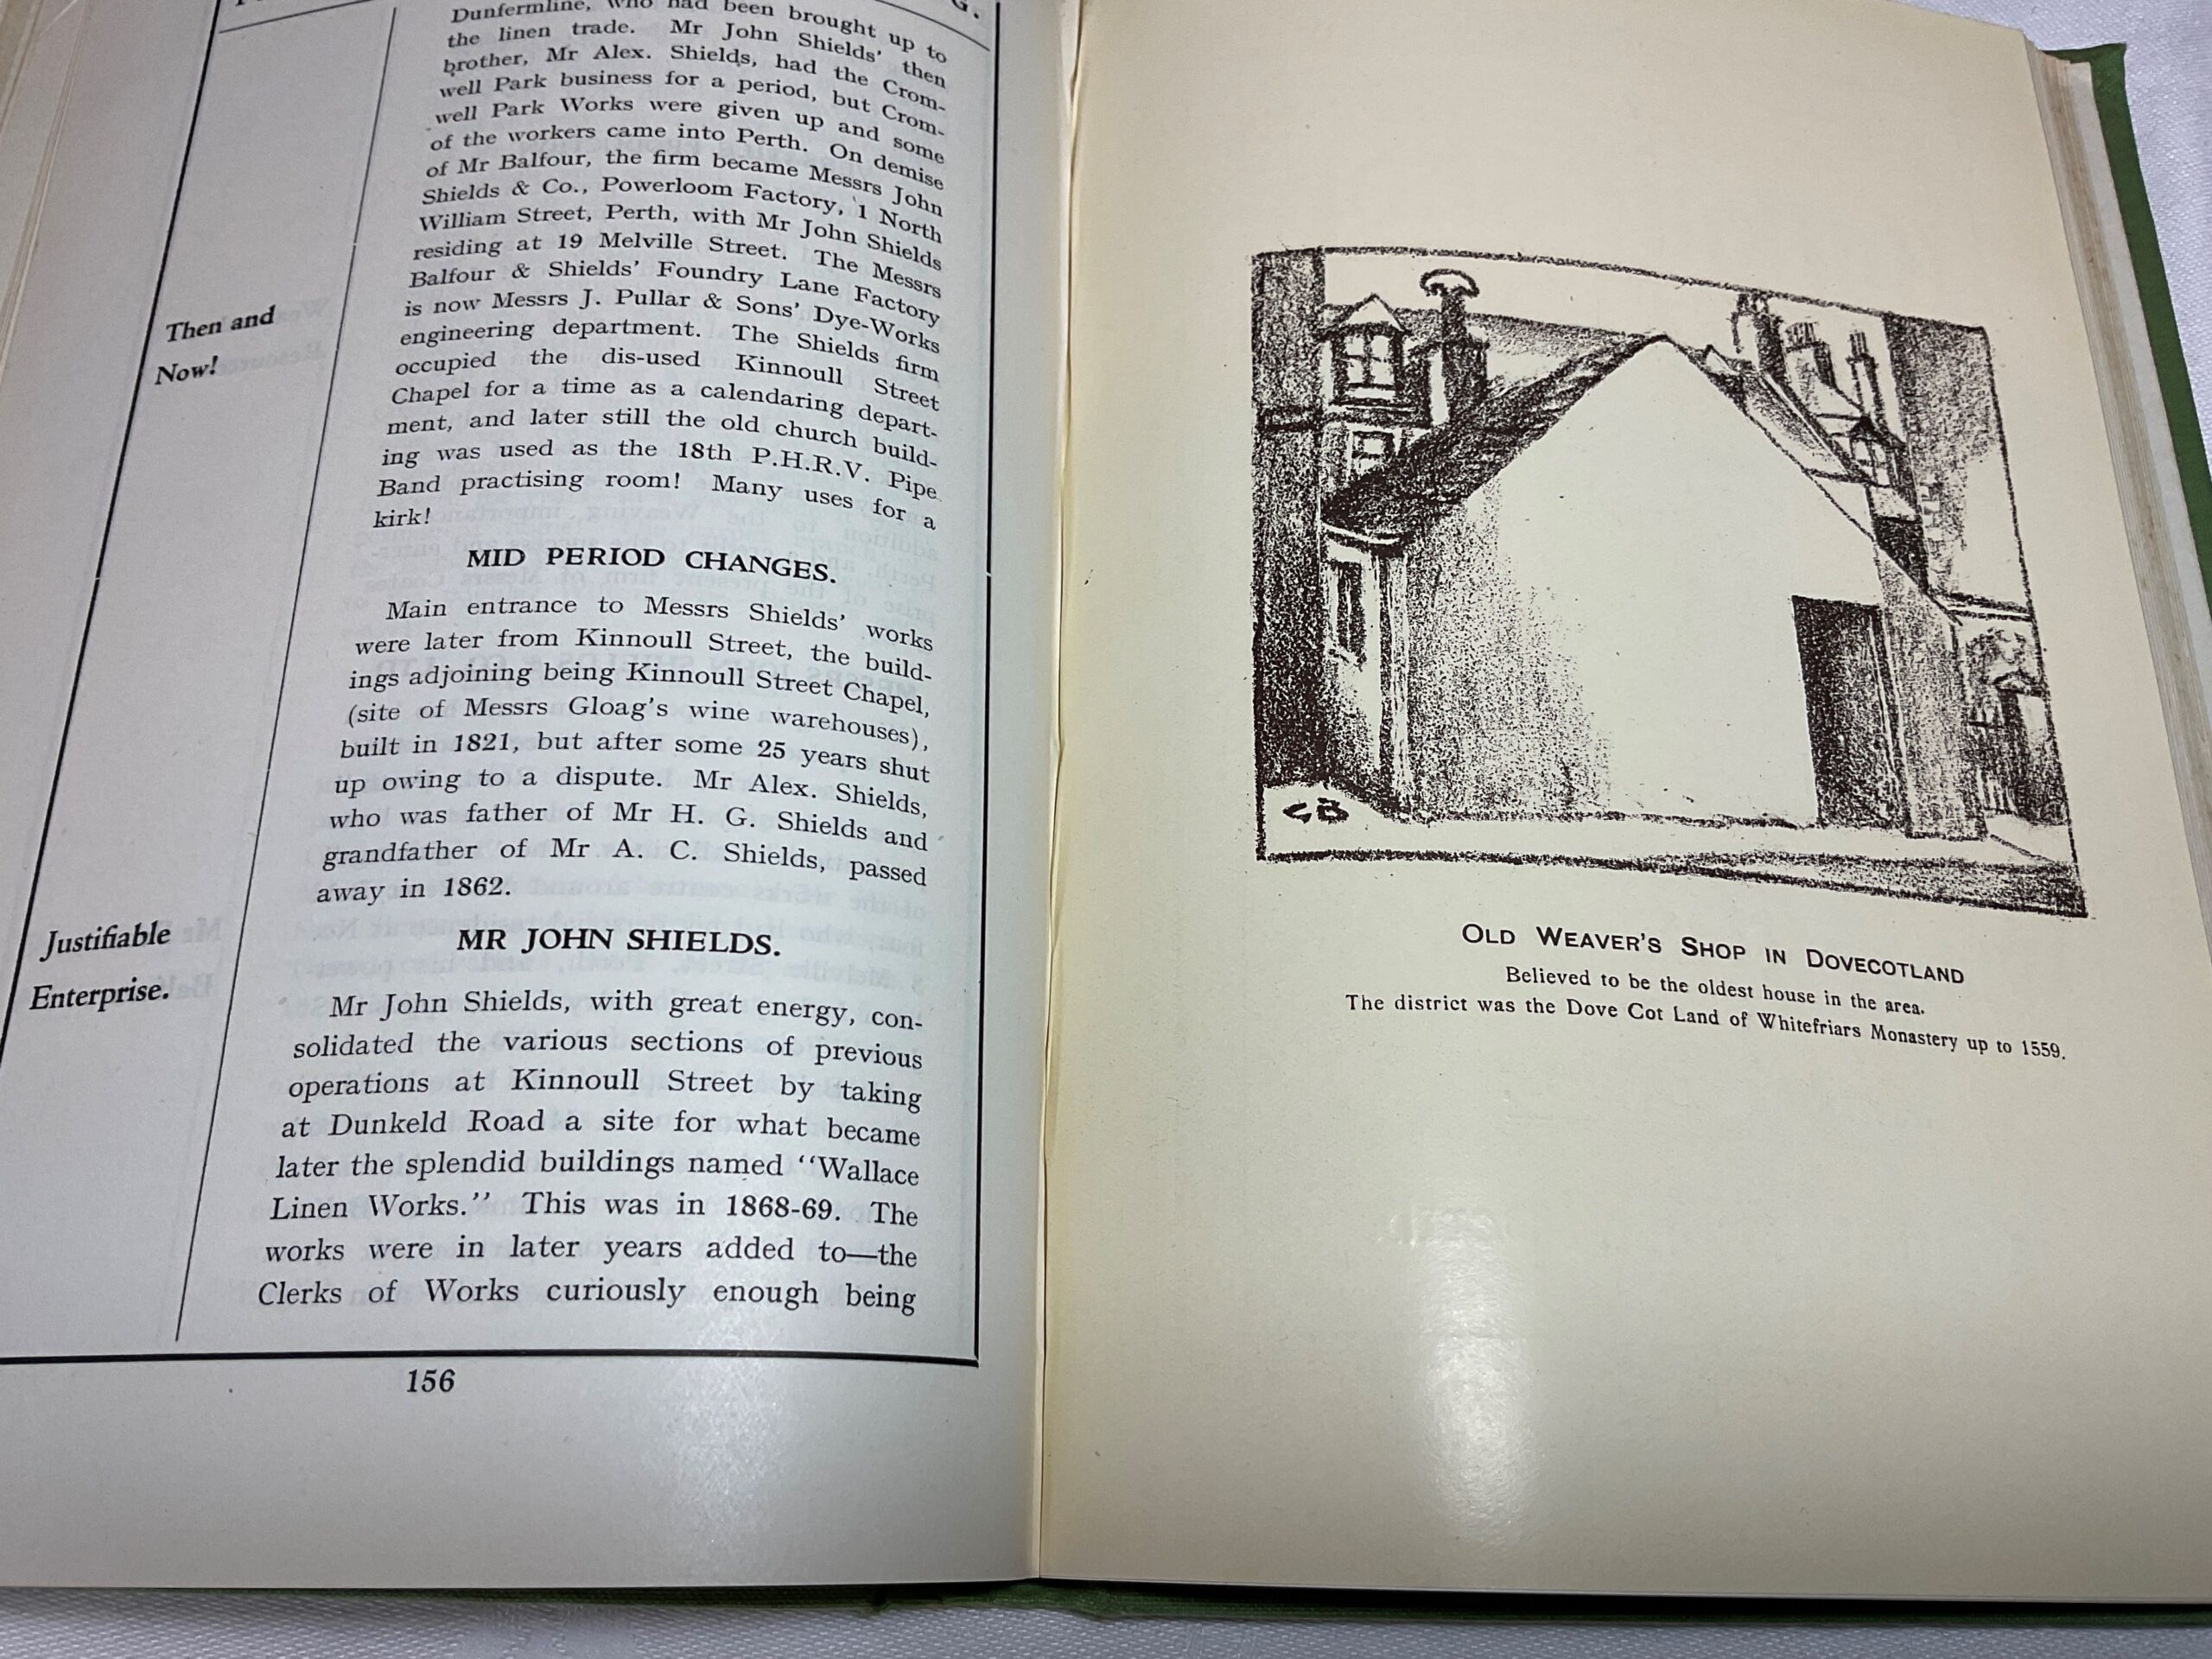 G.
Dunfermline, who had been brought up to
the linen trade. Mr John Shields' then
brother, Mr Alex. Shields, had the Crom-
well Park business for a period, but Crom-
well Park Works were given up and some
of the workers came into Perth. On demise
of Mr Balfour, the firm became Messrs John
Shields & Co., Powerloom Factory, 1 North
William Street, Perth, with Mr John Shields
residing at 19 Melville Street. The Messrs
Balfour & Shields' Foundry Lane Factory
is now Messrs J. Pullar & Sons' Dye-Works
engineering department. The Shields firm
occupied the dis-used Kinnoull Street
Chapel for a time as a calendaring depart-
ment, and later still the old church build-
ing was used as the 18th P.H.R.V. Pipe
Band practising room! Many uses for a
kirk!
Then and
Now!
MID PERIOD CHANGES.
Main entrance to Messrs Shields' works
were later from Kinnoull Street, the build-
ings adjoining being Kinnoull Street Chapel,
(site of Messrs Gloag's wine warehouses),
built in 1821, but after some 25 years shut
up owing to a dispute. Mr Alex. Shields,
who was father of Mr H. G. Shields and
grandfather of Mr A. C. Shields, passed
away in 1862.
Justifiable
Enterprise.
MR JOHN SHIELDS.
Mr John Shields, with great energy, con-
solidated the various sections of previous
operations at Kinnoull Street by taking
at Dunkeld Road a site for what became
later the splendid buildings named "Wallace
Linen Works." This was in 1868-69. The
works were in later years added to—the
Clerks of Works curiously enough being
156
GB
OLD WEAVER'S SHOP IN DOVECOTLAND
Believed to be the oldest house in the area.
The district was the Dove Cot Land of Whitefriars Monastery up to 1559.